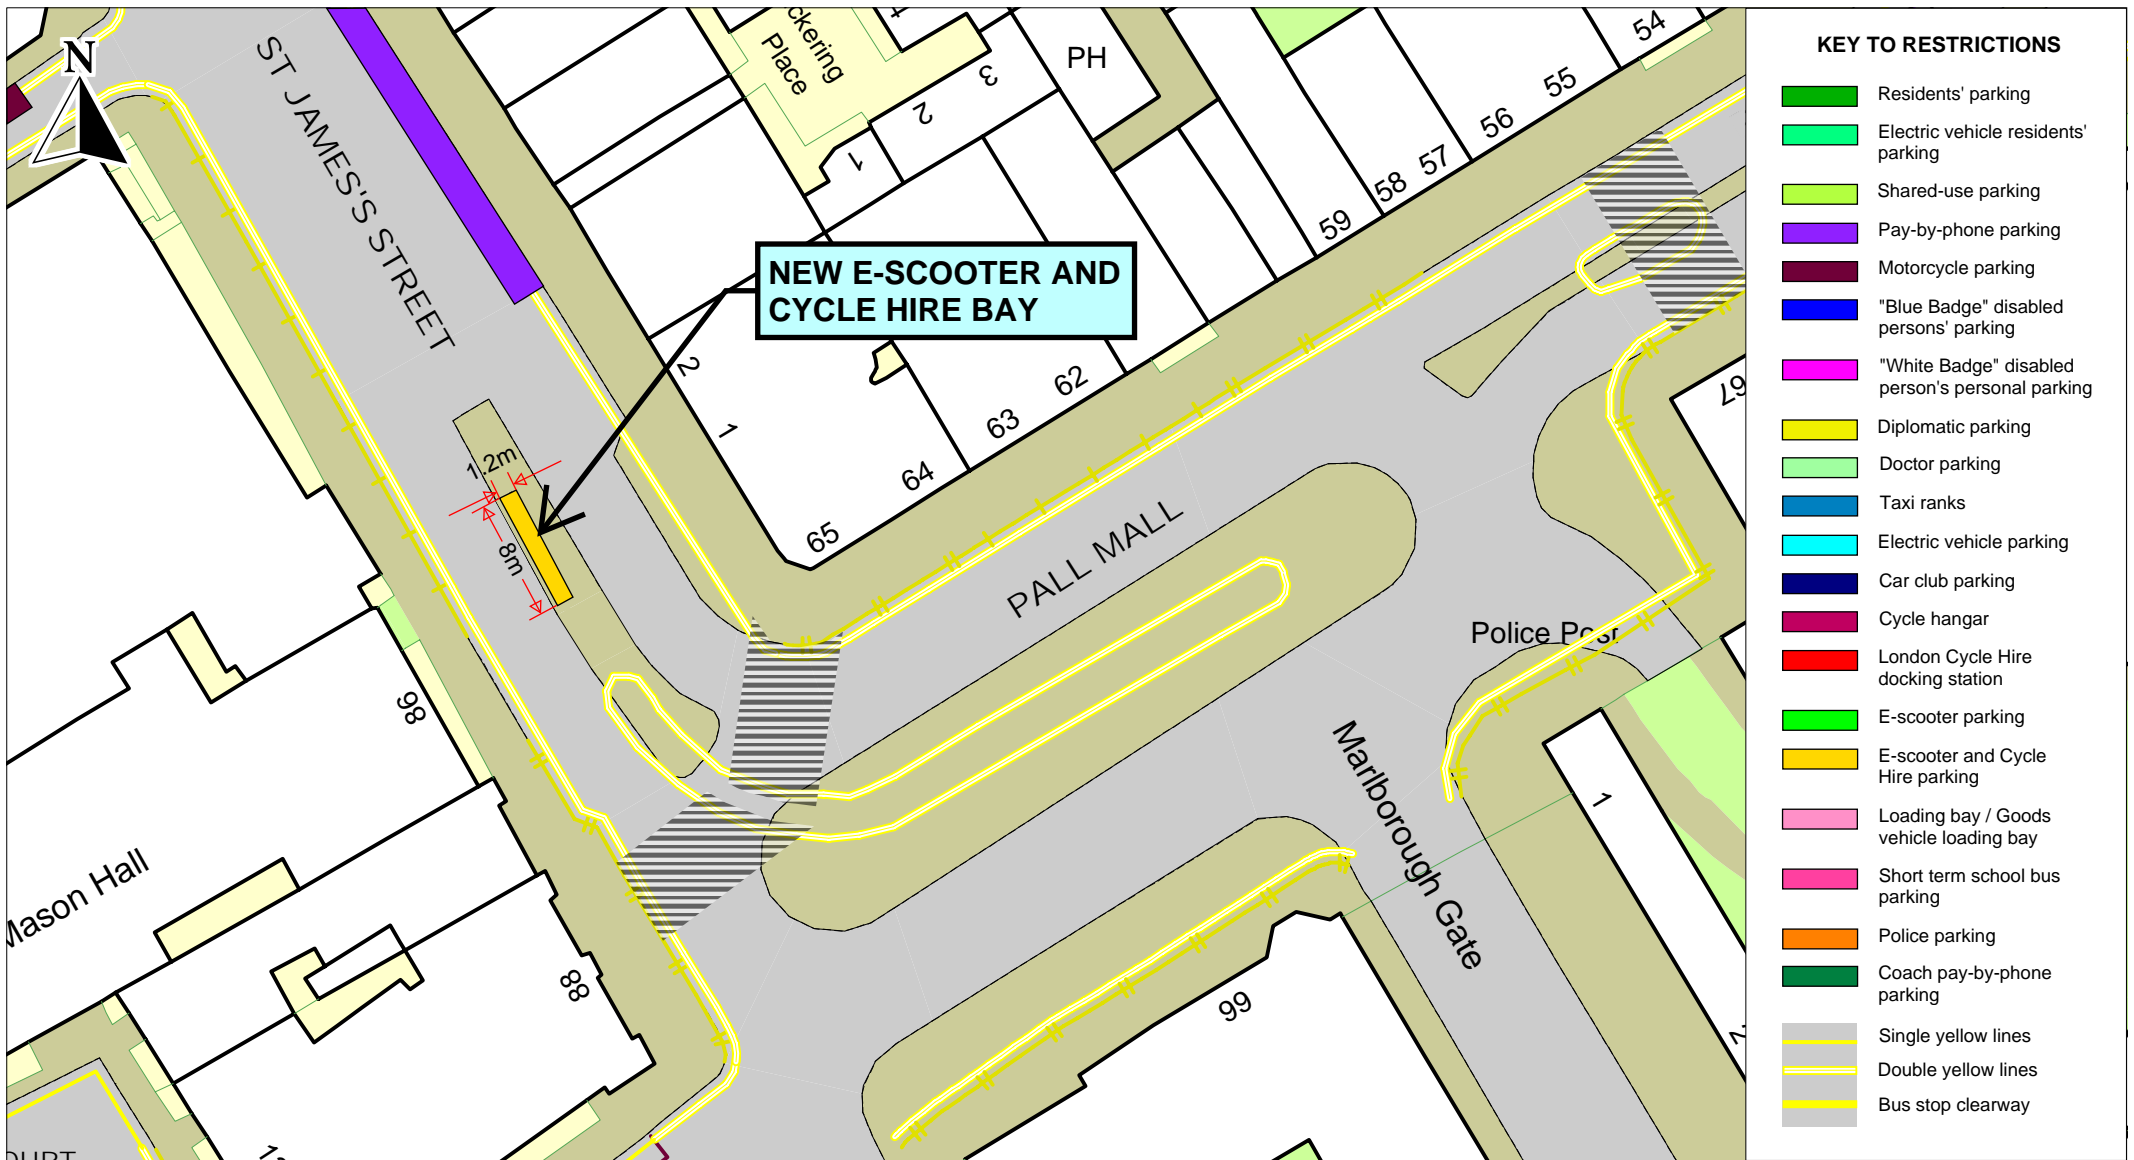 N
ST JAMES'S STREET
ckering
Place
1
2
3
PH
54
55
56
57
58
59
NEW E-SCOOTER AND
CYCLE HIRE BAY
2
1
62
63
64
65
67
1.2m
8m
PALL MALL
Police Post
Marlborough Gate
86
88
Mason Hall
99
1
2
KEY TO RESTRICTIONS
Residents' parking
Electric vehicle residents'
parking
Shared-use parking
Pay-by-phone parking
Motorcycle parking
"Blue Badge" disabled
persons' parking
"White Badge" disabled
person's personal parking
Diplomatic parking
Doctor parking
Taxi ranks
Electric vehicle parking
Car club parking
Cycle hangar
London Cycle Hire
docking station
E-scooter parking
E-scooter and Cycle
Hire parking
Loading bay / Goods
vehicle loading bay
Short term school bus
parking
Police parking
Coach pay-by-phone
parking
Single yellow lines
Double yellow lines
Bus stop clearway